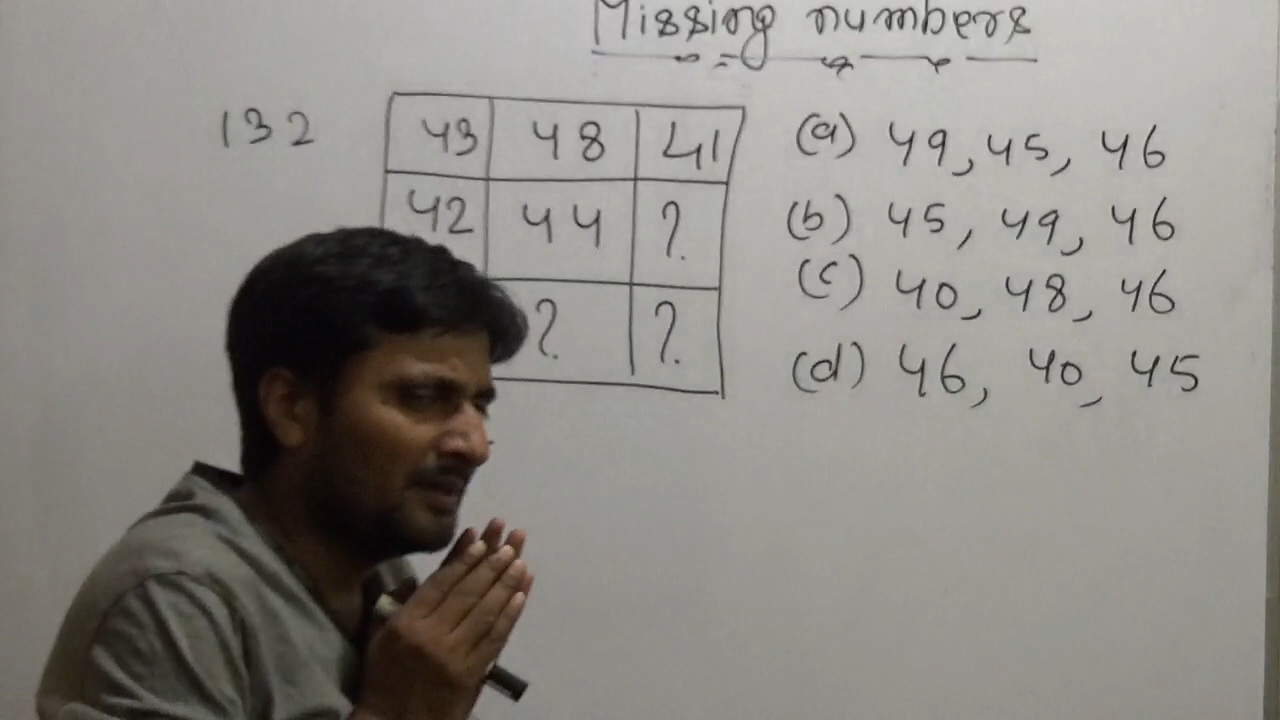 Missing numbers
132
43 48 41
42 44 ?
? ?
(a) 49, 45, 46
(b) 45, 49, 46
(c) 40, 48, 46
(d) 46, 40, 45